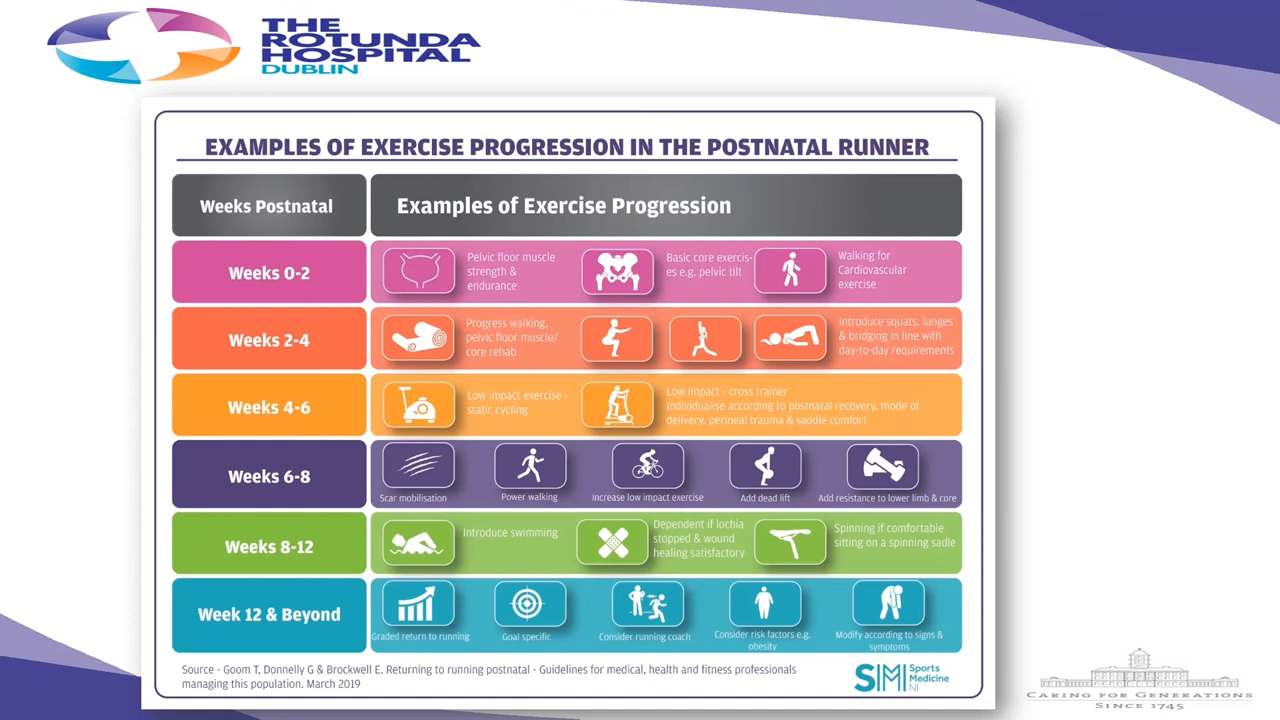 THE
ROTUNDA
HOSPITAL
DUBLIN
EXAMPLES OF EXERCISE PROGRESSION IN THE POSTNATAL RUNNER
Weeks Postnatal
Examples of Exercise Progression
Weeks 0-2
Pelvic floor muscle
strength &
endurance
Basic core exercis-
es e.g. pelvic tilt
Walking for
Cardiovascular
exercise
Weeks 2-4
Progress walking,
pelvic floor muscle/
core rehab
Introduce squats, lunges
& bridging in line with
day-to-day requirements
Weeks 4-6
Low impact exercise -
static cycling
Low impact - cross trainer
Individualise according to postnatal recovery, mode of
delivery, perineal trauma & saddle comfort
Weeks 6-8
Scar mobilisation
Power walking
Increase low impact exercise
Add dead lift
Add resistance to lower limb & core
Weeks 8-12
Introduce swimming
Dependent if lochia
stopped & wound
healing satisfactory
Spinning if comfortable
sitting on a spinning sadle
Week 12 & Beyond
Graded return to running
Goal specific
Consider running coach
Consider risk factors e.g.
obesity
Modify according to signs &
symptoms
Source - Goom T, Donnelly G & Brockwell E. Returning to running postnatal - Guidelines for medical, health and fitness professionals
managing this population. March 2019
SMI Sports
Medicine
NI
CARING FOR GENERATIONS
SINCE 1745